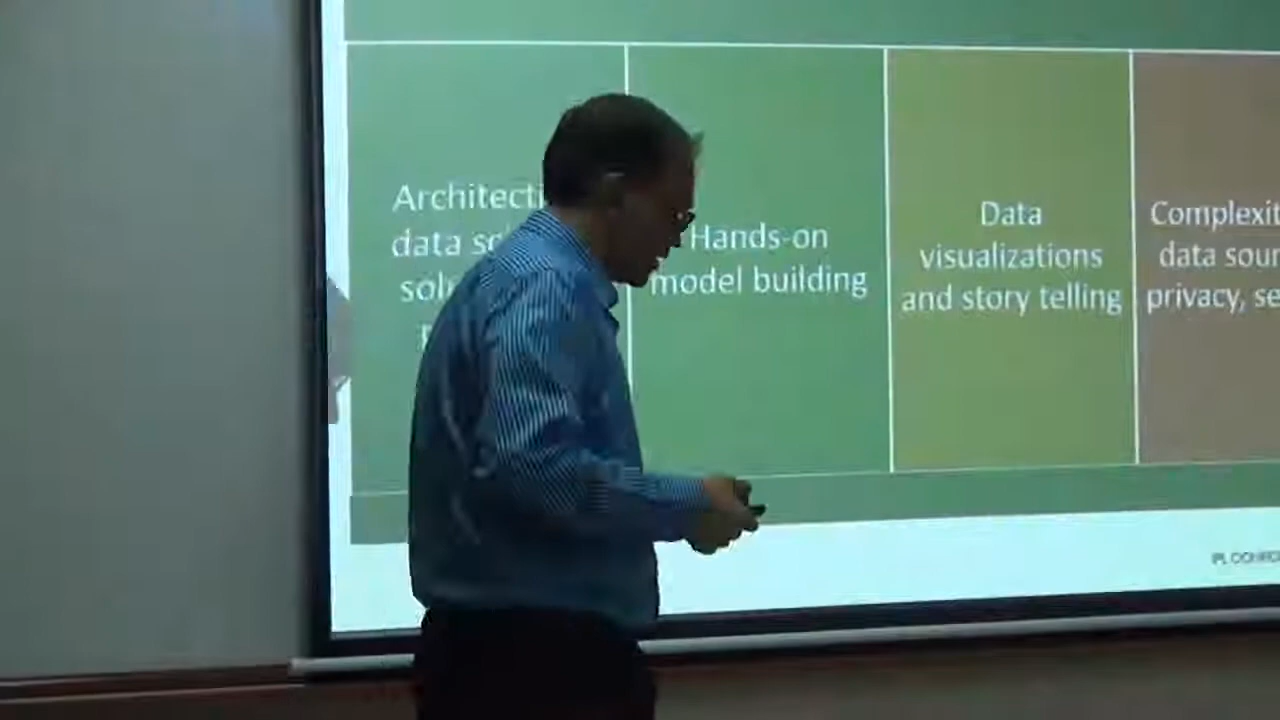 Architecti
data so
sol
Hands-on
model building
Data
visualizations
and story telling
Complexit
data sour
privacy, se